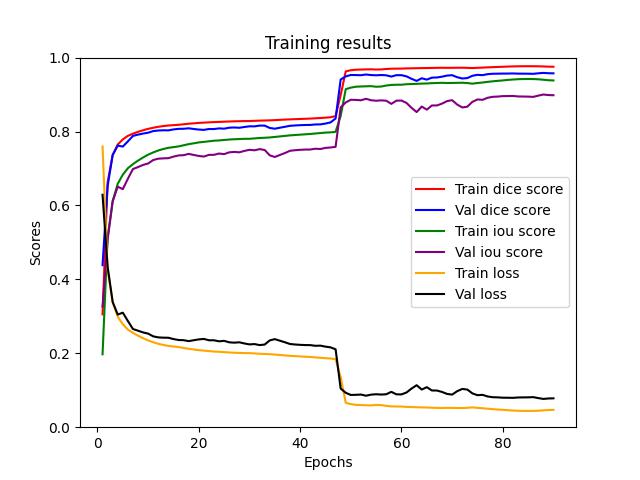 Training results
1.0
0.8
0.6
0.4
0.2
0.0
Scores
Train dice score
Val dice score
Train iou score
Val iou score
Train loss
Val loss
0
20
40
60
80
Epochs